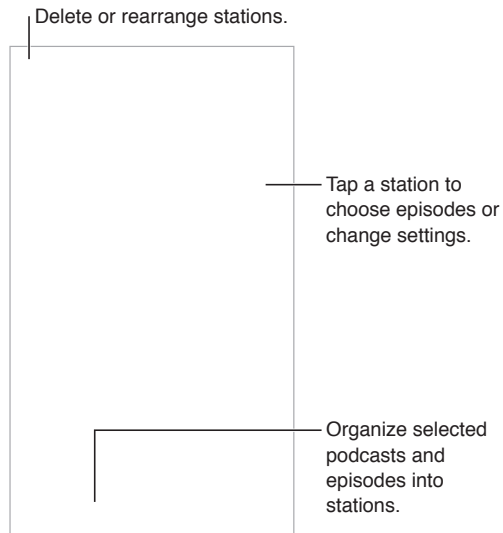 Delete or rearrange stations.
Tap a station to
choose episodes or
change settings.
Organize selected
podcasts and
episodes into
stations.